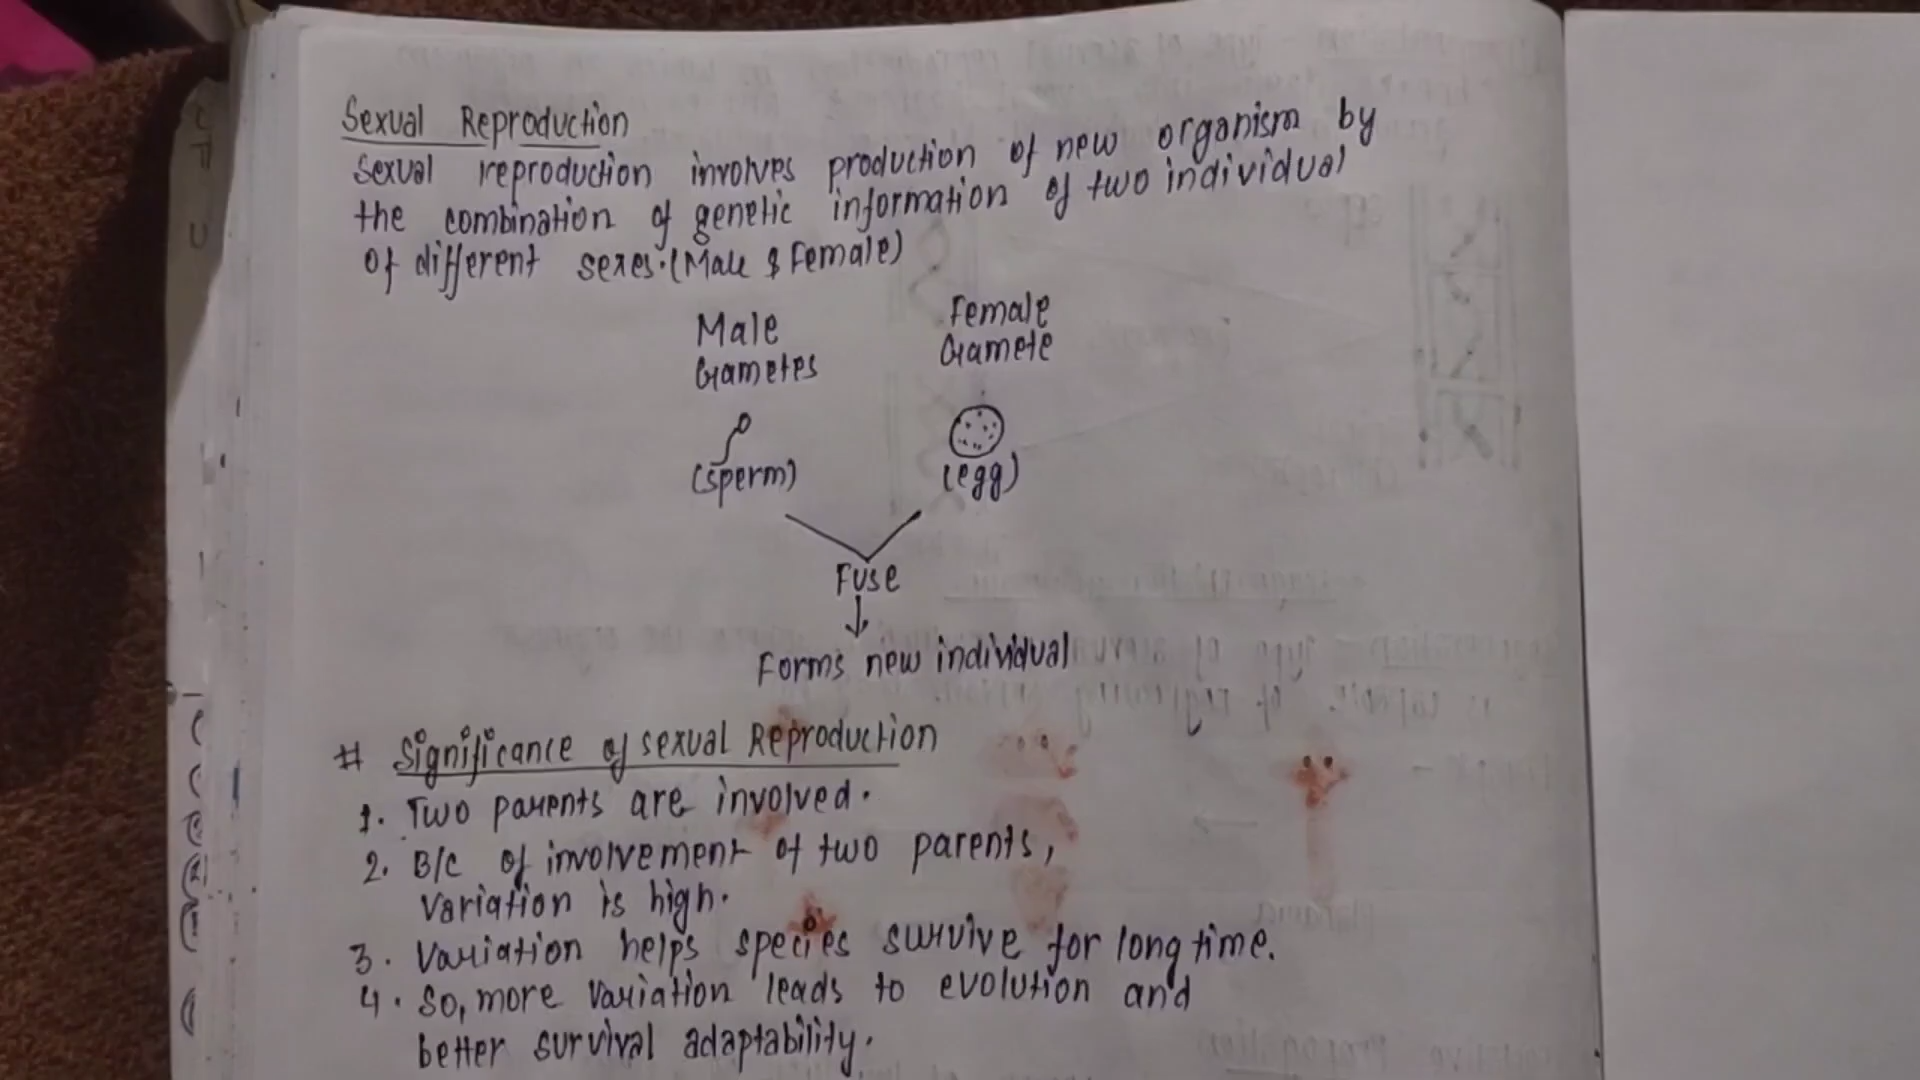 Sexual Reproduction
Sexual reproduction involves production of new organism by
the combination of genetic information of two individual
of different sexes. (Male & Female)
Male Gametes
Female Gamete
(sperm)
(egg)
Fuse
Forms new individual
# Significance of sexual Reproduction
1. Two parents are involved.
2. B/c of involvement of two parents,
variation is high.
3. Variation helps species survive for long time.
4. So, more variation leads to evolution and
better survival adaptability.